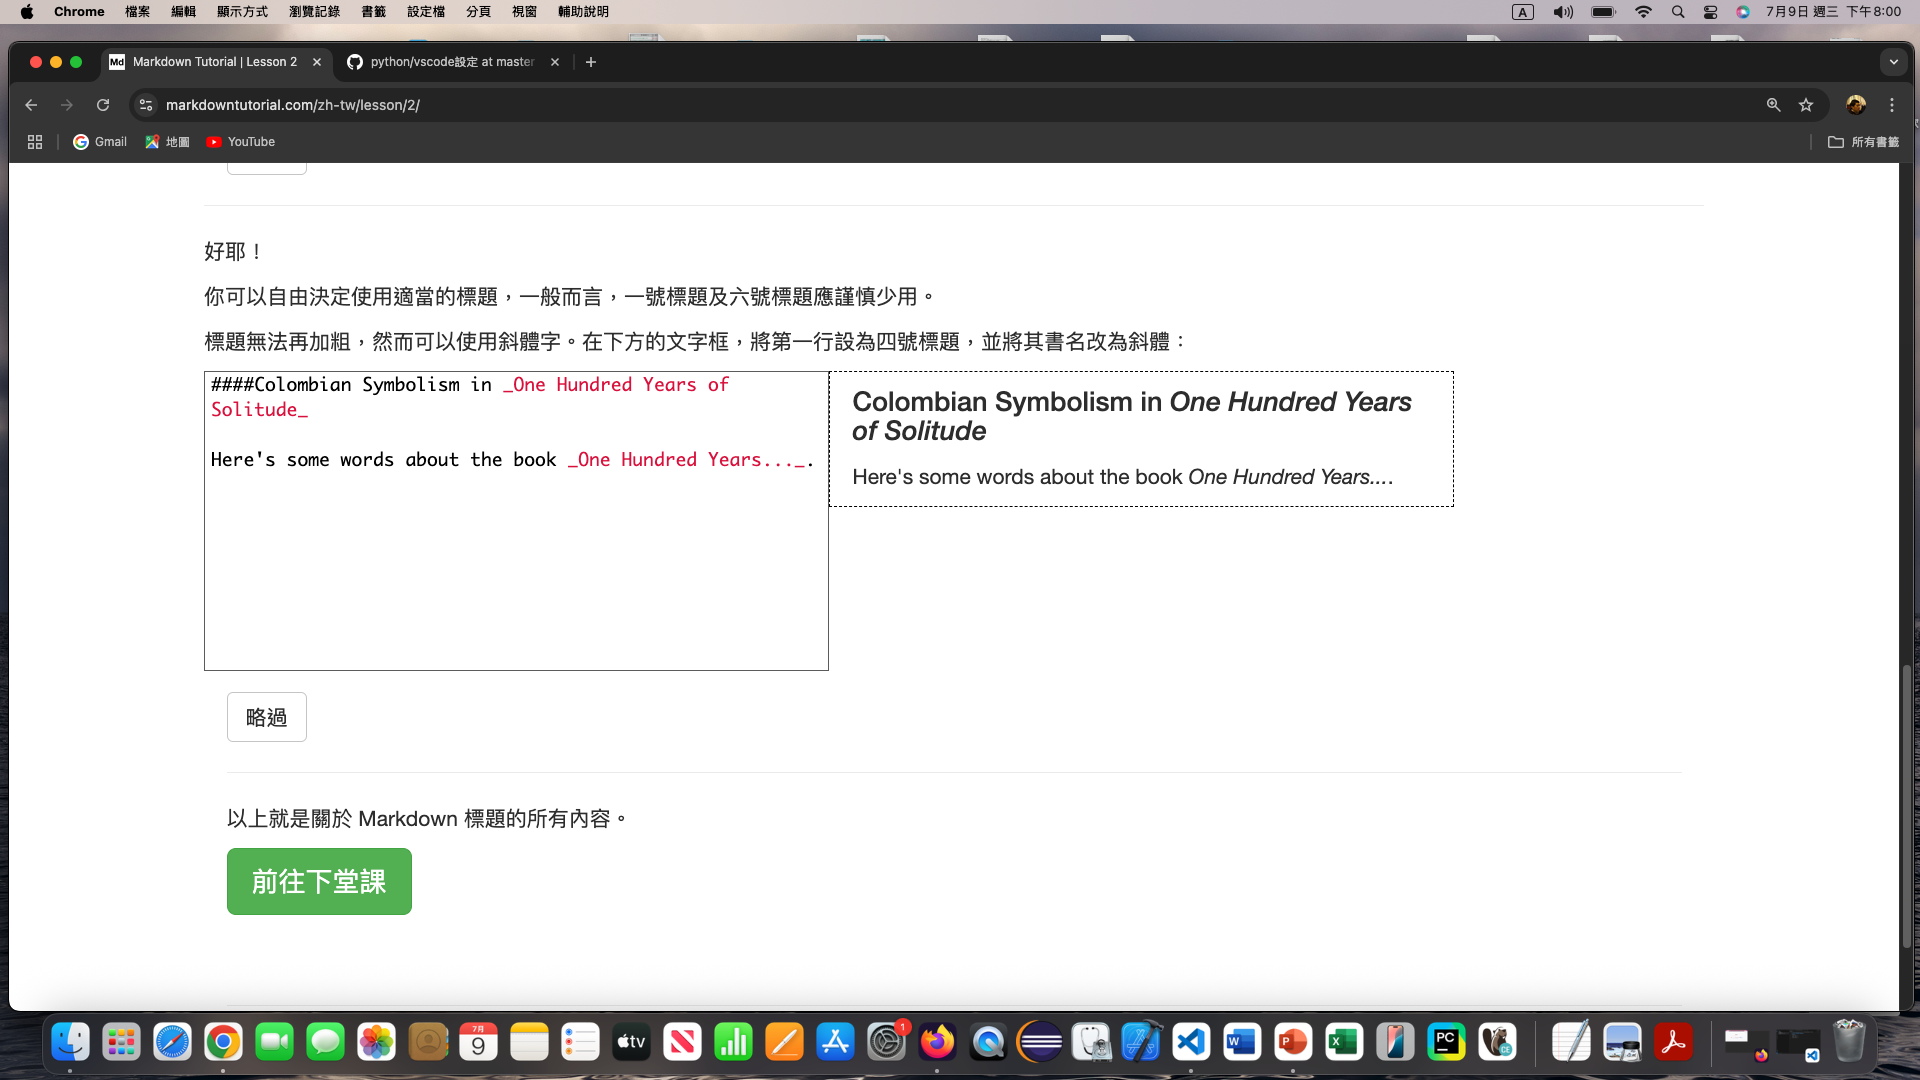 Chrome 檔案 編輯 顯示方式 瀏覽記錄 書籤 設定檔 分頁 視窗 輔助說明 A 7月9日 週三 下午8:00
Md Markdown Tutorial | Lesson 2 python/vscode設定 at master
markdowntutorial.com/zh-tw/lesson/2/
Gmail 地圖 YouTube 所有書籤
好耶！
你可以自由決定使用適當的標題，一般而言，一號標題及六號標題應謹慎少用。
標題無法再加粗，然而可以使用斜體字。在下方的文字框，將第一行設為四號標題，並將其書名改為斜體：
####Colombian Symbolism in _One Hundred Years of
Solitude_
Here's some words about the book _One Hundred Years..._.
Colombian Symbolism in One Hundred Years
of Solitude
Here's some words about the book One Hundred Years....
略過
以上就是關於 Markdown 標題的所有內容。
前往下堂課
7月
9
tv
1
W
P
X
PC
CE